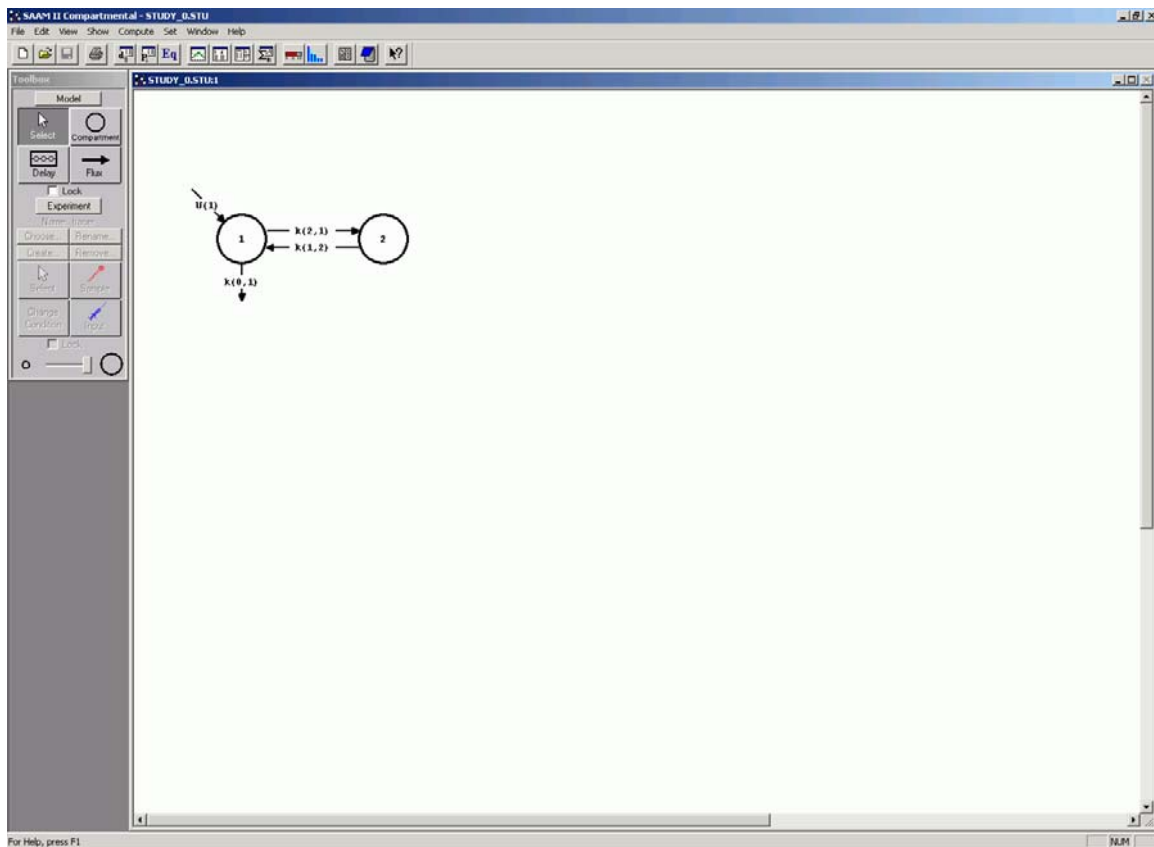 SAAM II Compartmental - STUDY_0.STU
File Edit View Show Compute Set Window Help
Eq
Toolbox
STUDY_0.STU:1
Model
Select Compartment
Delay Flux
Lock
Experiment
Choose... Rename...
Create... Remove...
Select Sample
Change Condition Input
Lock
U(1)
1 k(2,1) 2
k(1,2)
k(0,1)
For Help, press F1
NUM